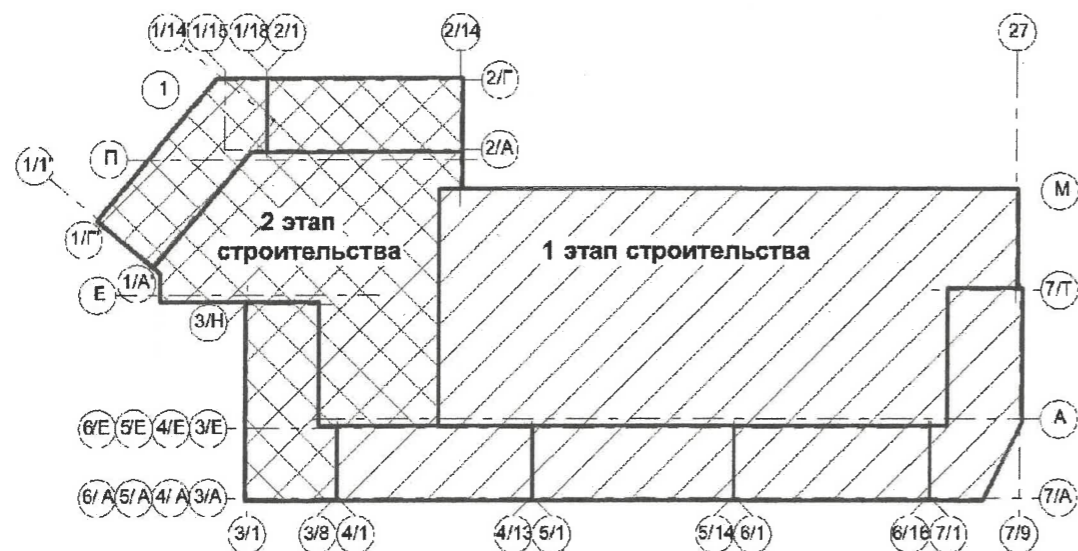 1/14 1/15 1/18 2/1 2/14 27
1 2/Г
П 2/А
1/1 М
1/Г 2 этап
строительства 1 этап строительства
1/А
Е 7/Т
3/Н
6/Е 5/Е 4/Е 3/Е А
6/А 5/А 4/А 3/А 7/А
3/1 3/8 4/1 4/13 5/1 5/14 6/1 6/16 7/1 7/9